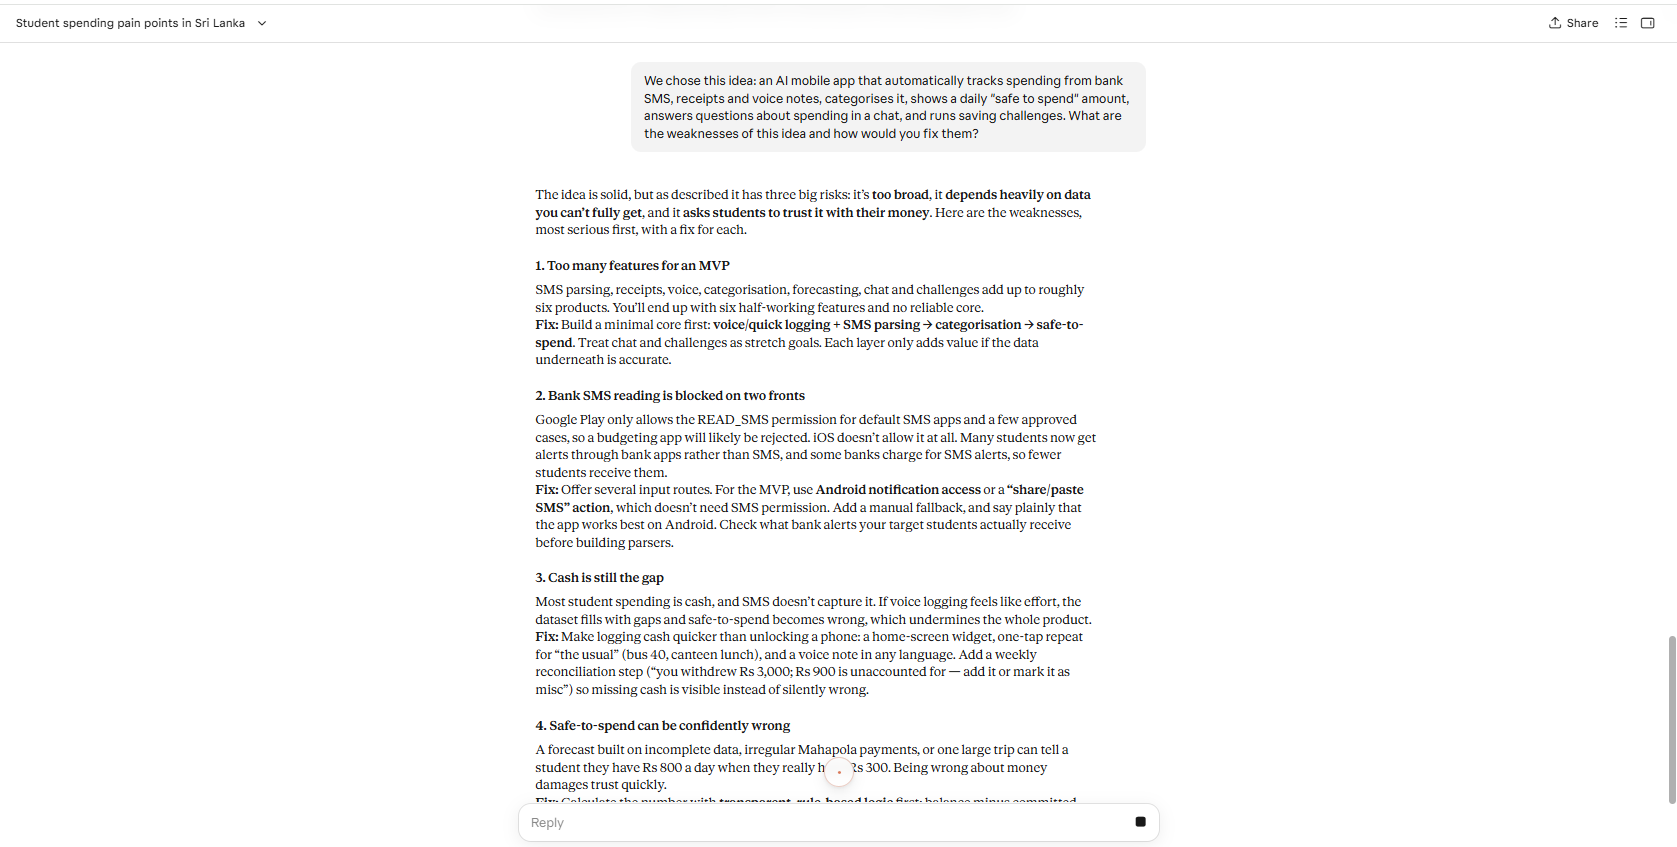 Student spending pain points in Sri Lanka
Share
We chose this idea: an AI mobile app that automatically tracks spending from bank
SMS, receipts and voice notes, categorises it, shows a daily “safe to spend” amount,
answers questions about spending in a chat, and runs saving challenges. What are
the weaknesses of this idea and how would you fix them?
The idea is solid, but as described it has three big risks: it’s too broad, it depends heavily on data
you can’t fully get, and it asks students to trust it with their money. Here are the weaknesses,
most serious first, with a fix for each.
1. Too many features for an MVP
SMS parsing, receipts, voice, categorisation, forecasting, chat and challenges add up to roughly
six products. You’ll end up with six half-working features and no reliable core.
Fix: Build a minimal core first: voice/quick logging + SMS parsing → categorisation → safe-to-
spend. Treat chat and challenges as stretch goals. Each layer only adds value if the data
underneath is accurate.
2. Bank SMS reading is blocked on two fronts
Google Play only allows the READ_SMS permission for default SMS apps and a few approved
cases, so a budgeting app will likely be rejected. iOS doesn’t allow it at all. Many students now get
alerts through bank apps rather than SMS, and some banks charge for SMS alerts, so fewer
students receive them.
Fix: Offer several input routes. For the MVP, use Android notification access or a “share/paste
SMS” action, which doesn’t need SMS permission. Add a manual fallback, and say plainly that
the app works best on Android. Check what bank alerts your target students actually receive
before building parsers.
3. Cash is still the gap
Most student spending is cash, and SMS doesn’t capture it. If voice logging feels like effort, the
dataset fills with gaps and safe-to-spend becomes wrong, which undermines the whole product.
Fix: Make logging cash quicker than unlocking a phone: a home-screen widget, one-tap repeat
for “the usual” (bus 40, canteen lunch), and a voice note in any language. Add a weekly
reconciliation step (“you withdrew Rs 3,000; Rs 900 is unaccounted for — add it or mark it as
misc”) so missing cash is visible instead of silently wrong.
4. Safe-to-spend can be confidently wrong
A forecast built on incomplete data, irregular Mahapola payments, or one large trip can tell a
student they have Rs 800 a day when they really Rs 300. Being wrong about money
damages trust quickly.
Fix: Calculate the number with transparent, rule-based logic first: balance minus committed
Reply